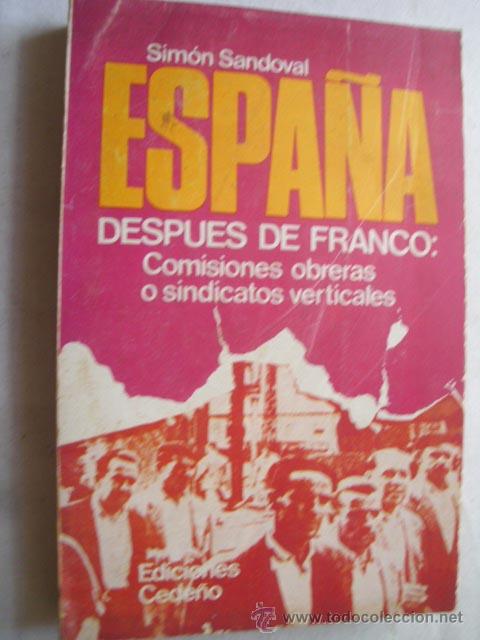 Simón Sandoval
ESPAÑA
DESPUES DE FRANCO:
Comisiones obreras
o sindicatos verticales
Ediciones
Cedeño
www.todocoleccion.net